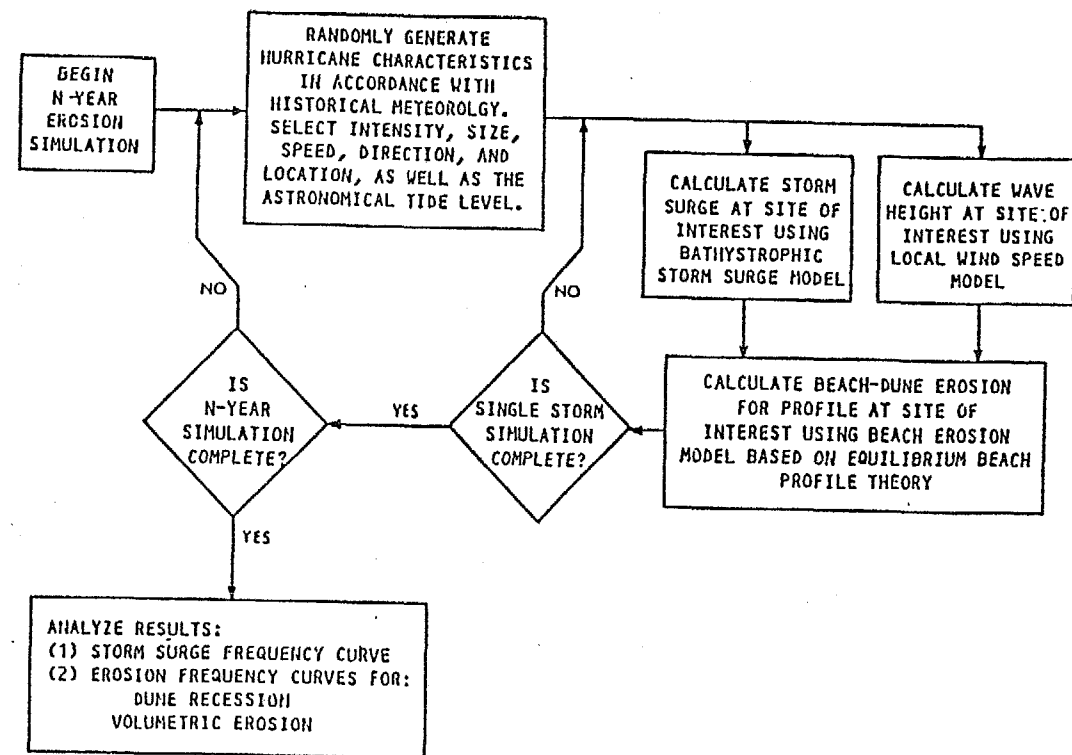 BEGIN
N-YEAR
EROSION
SIMULATION
RANDOMLY GENERATE
HURRICANE CHARACTERISTICS
IN ACCORDANCE WITH
HISTORICAL METEOROLGY.
SELECT INTENSITY, SIZE,
SPEED, DIRECTION, AND
LOCATION, AS WELL AS THE
ASTRONOMICAL TIDE LEVEL.
CALCULATE STORM
SURGE AT SITE OF
INTEREST USING
BATHYSTROPHIC
STORM SURGE MODEL
CALCULATE WAVE
HEIGHT AT SITE OF
INTEREST USING
LOCAL WIND SPEED
MODEL
CALCULATE BEACH-DUNE EROSION
FOR PROFILE AT SITE OF
INTEREST USING BEACH EROSION
MODEL BASED ON EQUILIBRIUM BEACH
PROFILE THEORY
NO
IS
SINGLE STORM
SIMULATION
COMPLETE?
YES
NO
IS
N-YEAR
SIMULATION
COMPLETE?
YES
ANALYZE RESULTS:
(1) STORM SURGE FREQUENCY CURVE
(2) EROSION FREQUENCY CURVES FOR:
DUNE RECESSION
VOLUMETRIC EROSION